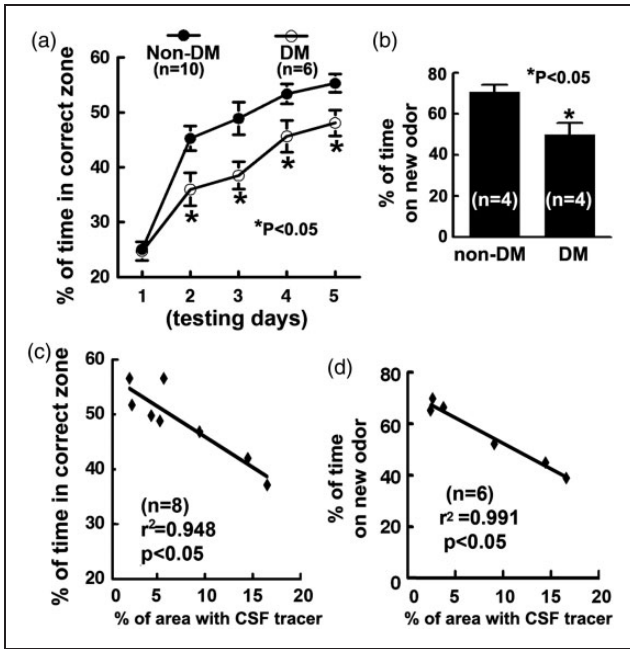 (a)
Non-DM
(n=10)
DM
(n=6)
% of time in correct zone
60
50
40
30
20
*
*
*
*
*P<0.05
1 2 3 4 5
(testing days)
(b)
*P<0.05
% of time
on new odor
80
60
40
20
0
*
(n=4) (n=4)
non-DM DM
(c)
% of time in correct zone
60
50
40
20
(n=8)
r²=0.948
p<0.05
0 5 10 15 20
% of area with CSF tracer
(d)
% of time
on new odor
80
60
40
20
0
(n=6)
r²=0.991
p<0.05
0 5 10 15 20
% of area with CSF tracer